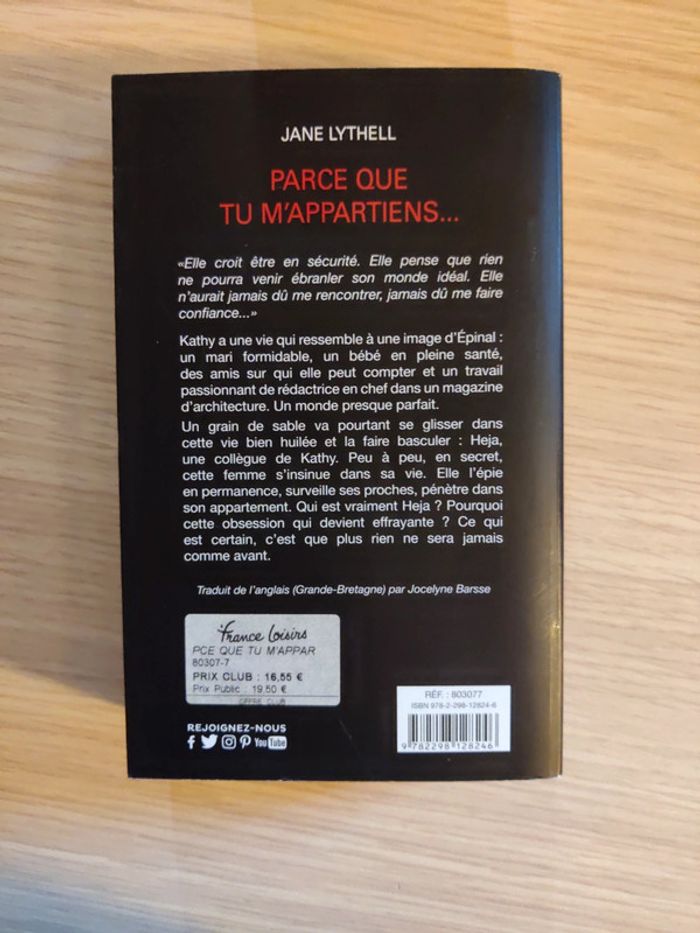 JANE LYTHELL
PARCE QUE
TU M'APPARTIENS...
«Elle croit être en sécurité. Elle pense que rien
ne pourra venir ébranler son monde idéal. Elle
n'aurait jamais dû me rencontrer, jamais dû me faire
confiance...»
Kathy a une vie qui ressemble à une image d'Épinal :
un mari formidable, un bébé en pleine santé,
des amis sur qui elle peut compter et un travail
passionnant de rédactrice en chef dans un magazine
d'architecture. Un monde presque parfait.
Un grain de sable va pourtant se glisser dans
cette vie bien huilée et la faire basculer : Heja,
une collègue de Kathy. Peu à peu, en secret,
cette femme s'insinue dans sa vie. Elle l'épie
en permanence, surveille ses proches, pénètre dans
son appartement. Qui est vraiment Heja ? Pourquoi
cette obsession qui devient effrayante ? Ce qui
est certain, c'est que plus rien ne sera jamais
comme avant.
Traduit de l'anglais (Grande-Bretagne) par Jocelyne Barsse
France Loisirs
PCE QUE TU M'APPAR
80307-7
PRIX CLUB : 16,55 €
Prix Public : 19,50 €
OFFRE CLUB
REJOIGNEZ-NOUS
You Tube
RÉF. : 803077
ISBN 978-2-298-12824-6
9 782298 128246